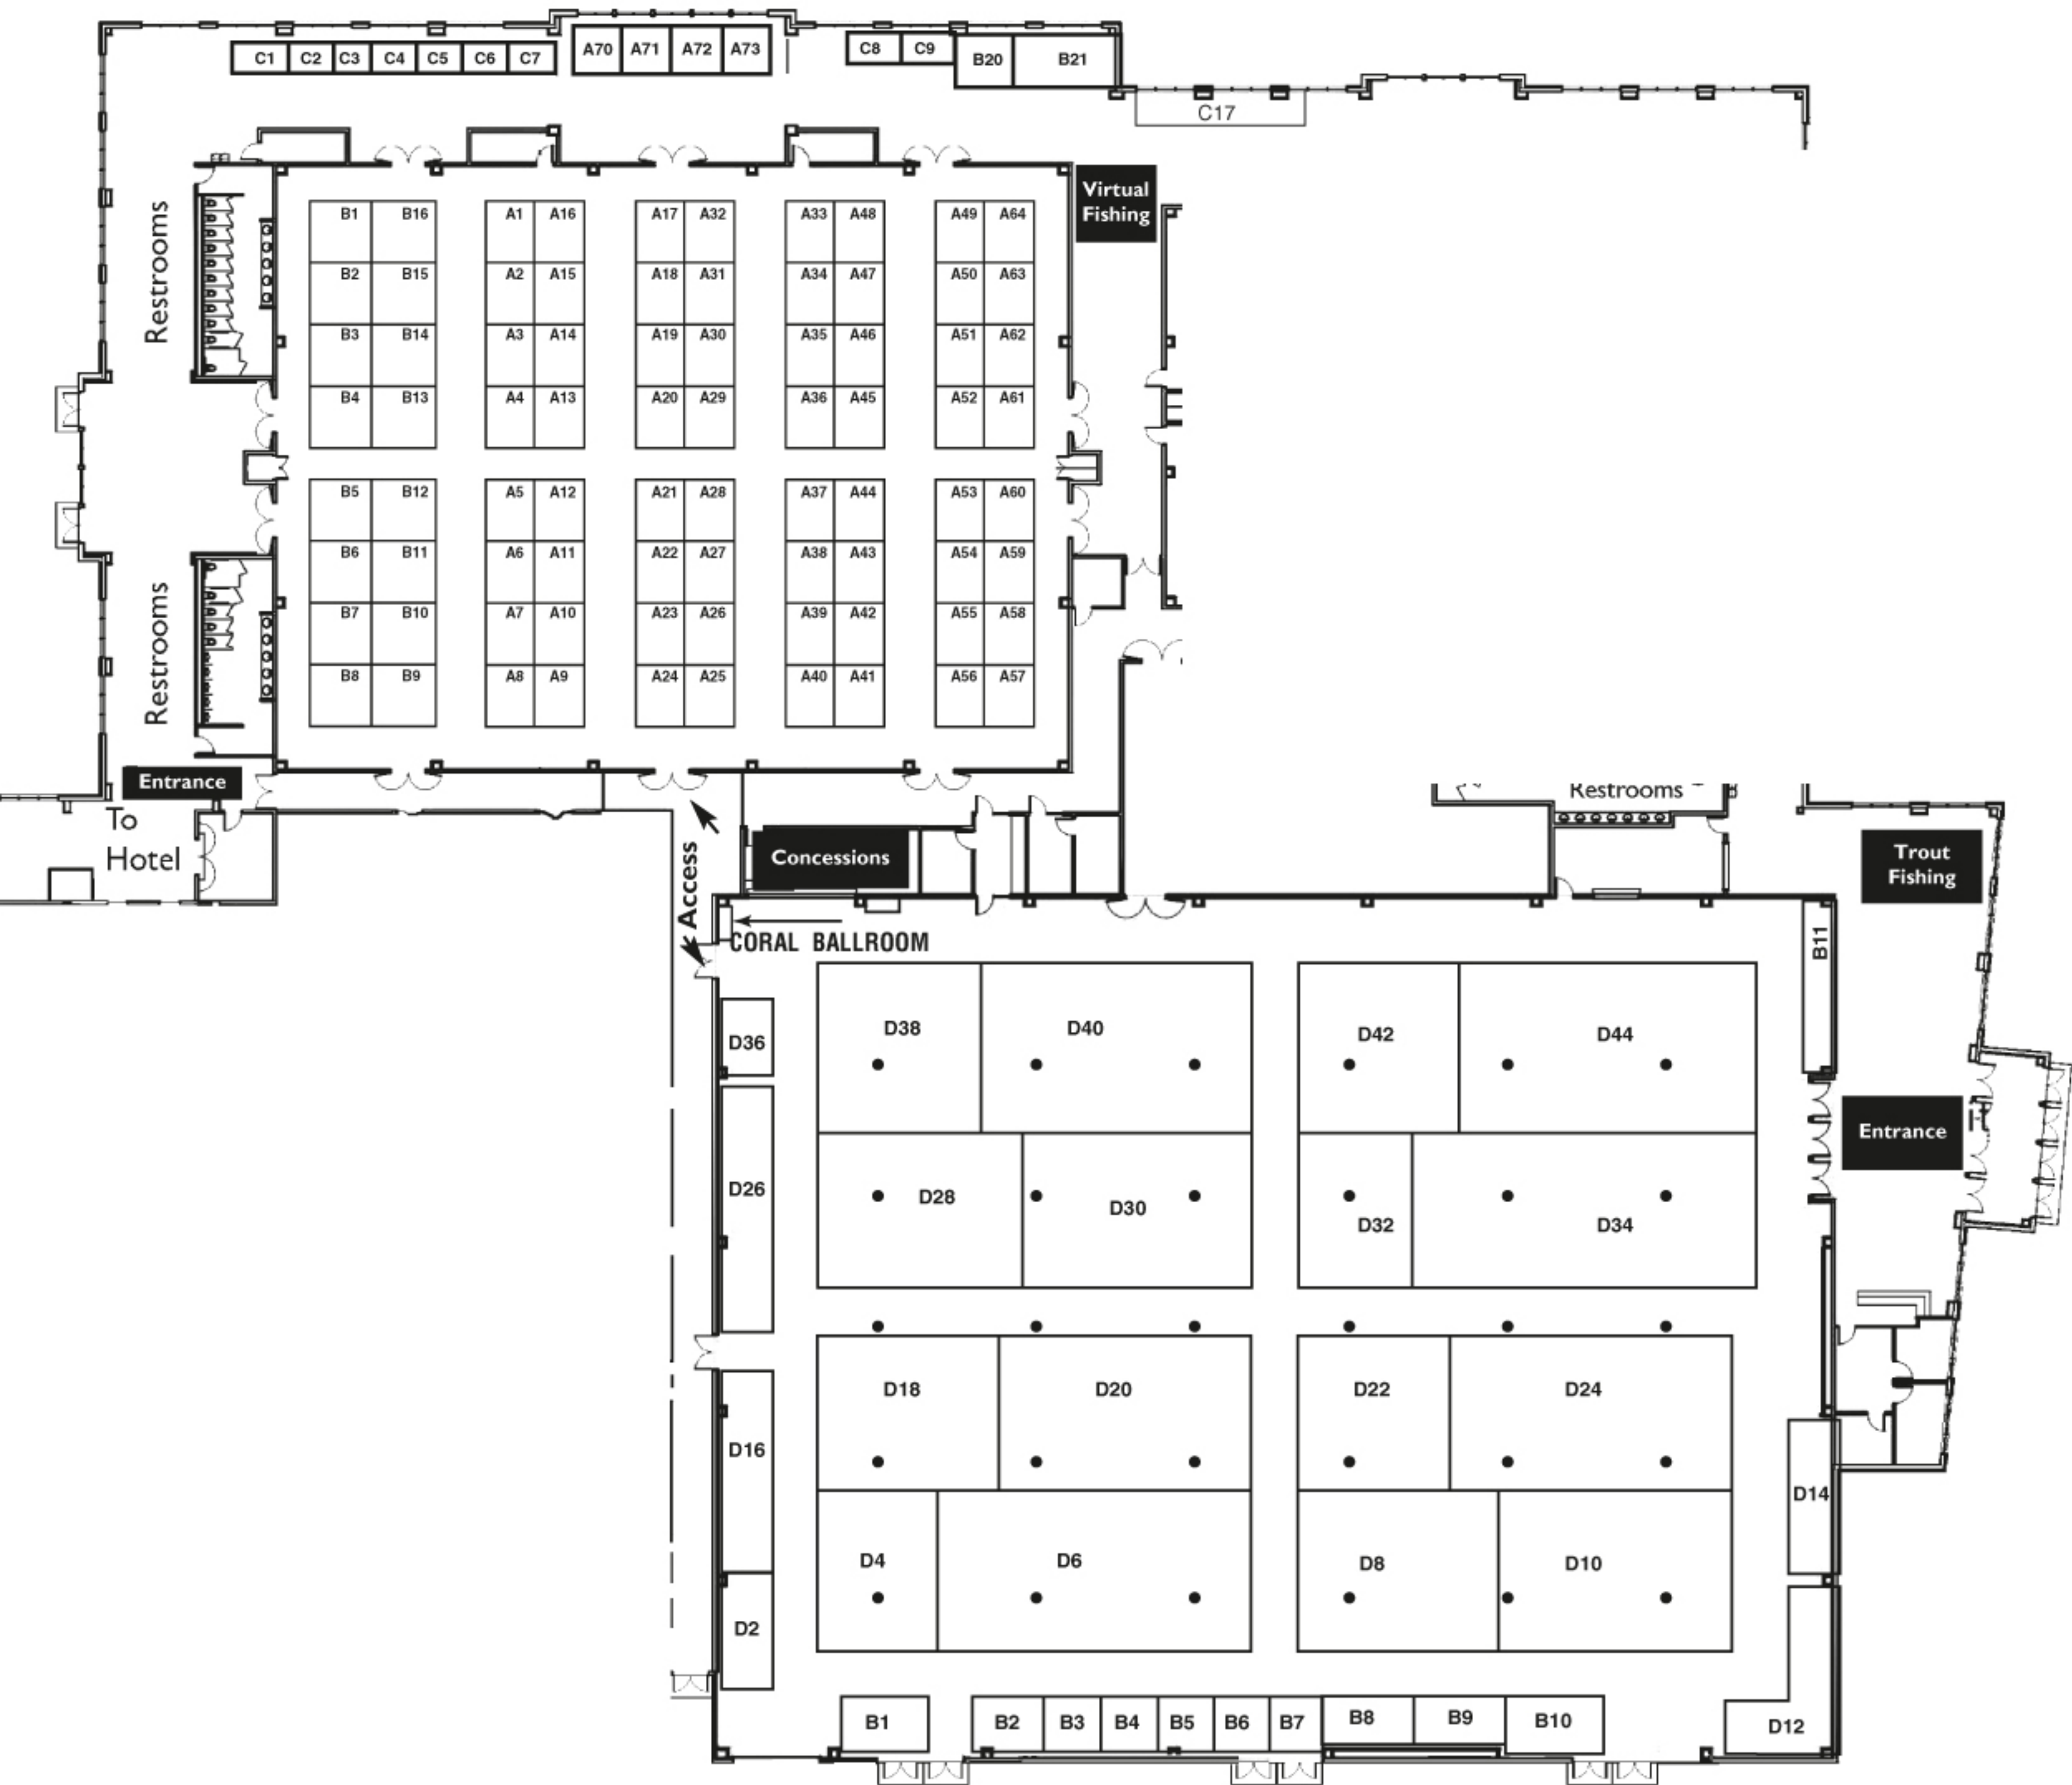 C1 C2 C3 C4 C5 C6 C7 A70 A71 A72 A73 C8 C9 B20 B21
C17
Virtual
Fishing
Restrooms
B1 B16 A1 A16 A17 A32 A33 A48 A49 A64
B2 B15 A2 A15 A18 A31 A34 A47 A50 A63
B3 B14 A3 A14 A19 A30 A35 A46 A51 A62
B4 B13 A4 A13 A20 A29 A36 A45 A52 A61
B5 B12 A5 A12 A21 A28 A37 A44 A53 A60
B6 B11 A6 A11 A22 A27 A38 A43 A54 A59
B7 B10 A7 A10 A23 A26 A39 A42 A55 A58
B8 B9 A8 A9 A24 A25 A40 A41 A56 A57
Restrooms
Entrance
To
Hotel
Access
Concessions
Restrooms
Trout
Fishing
CORAL BALLROOM
B11
D36 D38 D40 D42 D44
Entrance
D26 D28 D30 D32 D34
D18 D20 D22 D24
D16 D14
D4 D6 D8 D10
D2
B1 B2 B3 B4 B5 B6 B7 B8 B9 B10 D12